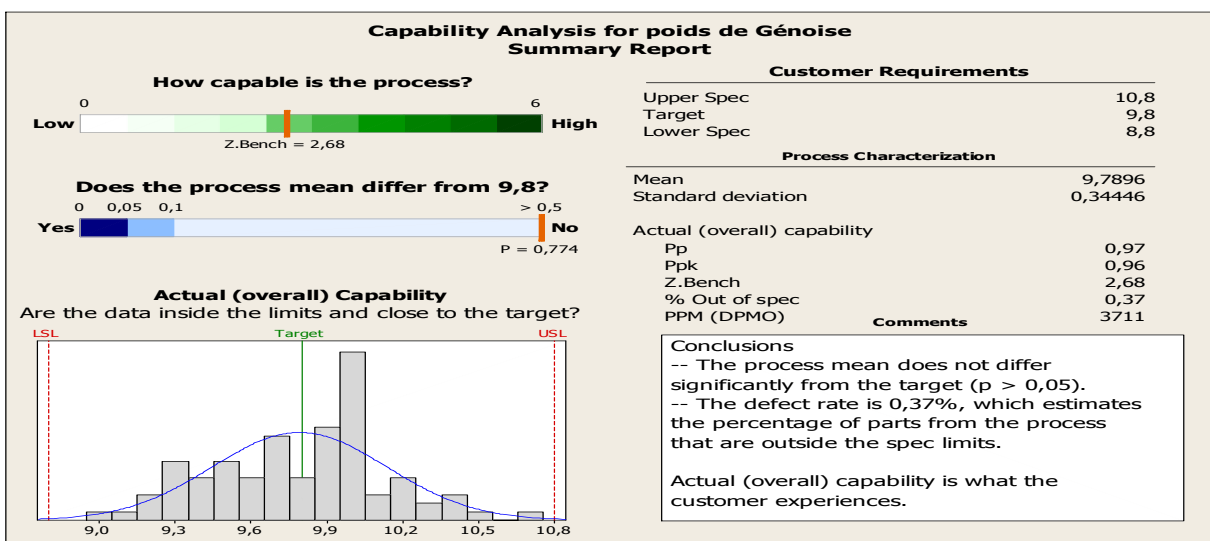 Capability Analysis for poids de Génoise
Summary Report
How capable is the process?
0 6
Low High
Z.Bench = 2,68
Does the process mean differ from 9,8?
0 0,05 0,1 > 0,5
Yes No
P = 0,774
Actual (overall) Capability
Are the data inside the limits and close to the target?
LSL Target USL
9,0 9,3 9,6 9,9 10,2 10,5 10,8
Customer Requirements
Upper Spec 10,8
Target 9,8
Lower Spec 8,8
Process Characterization
Mean 9,7896
Standard deviation 0,34446
Actual (overall) capability
Pp 0,97
Ppk 0,96
Z.Bench 2,68
% Out of spec 0,37
PPM (DPMO) 3711
Comments
Conclusions
-- The process mean does not differ
significantly from the target (p > 0,05).
-- The defect rate is 0,37%, which estimates
the percentage of parts from the process
that are outside the spec limits.
Actual (overall) capability is what the
customer experiences.